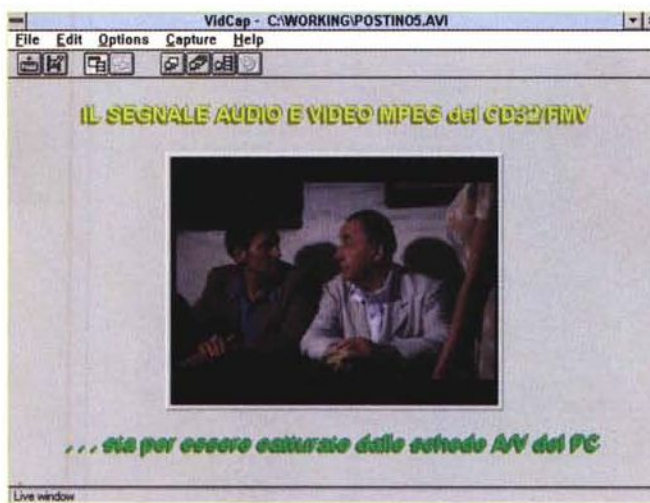 VidCap - C:\WORKING\POSTINO5.AVI
File Edit Options Capture Help
IL SEGNALE AUDIO E VIDEO MPEG del CD32/FMV
. . . sta per essere catturato dalle schede A/V del PC
Live window